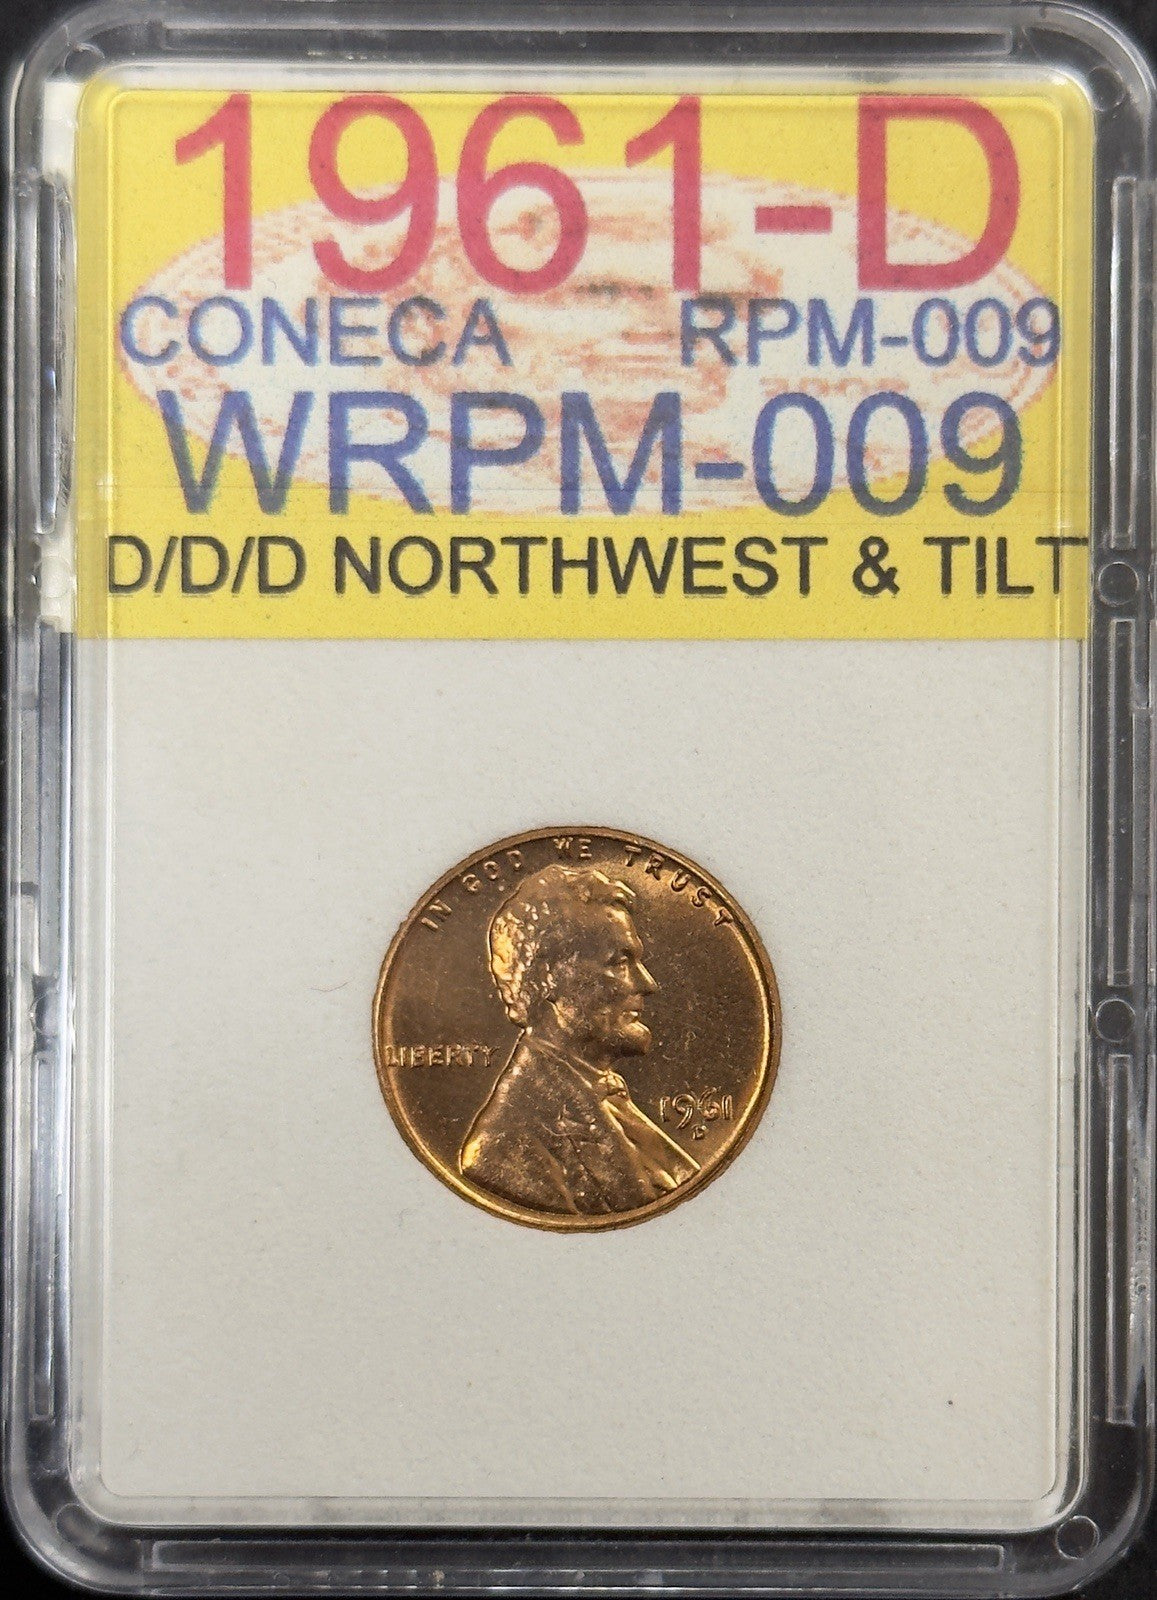 1961-D
CONECA RPM-009
WRPM-009
D/D/D NORTHWEST & TILT
IN GOD WE TRUST
LIBERTY
1961
D